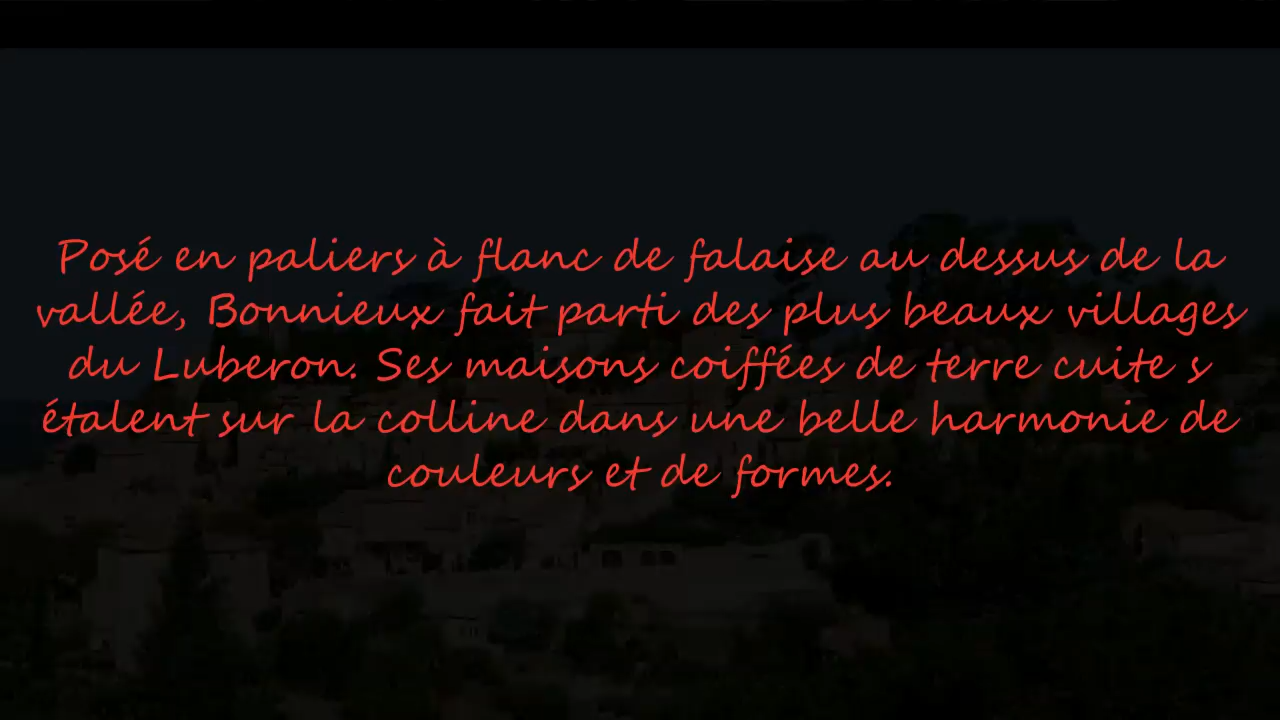 Posé en paliers à flanc de falaise au dessus de la
vallée, Bonnieux fait parti des plus beaux villages
du Luberon. Ses maisons coiffées de terre cuite s
étalent sur la colline dans une belle harmonie de
couleurs et de formes.